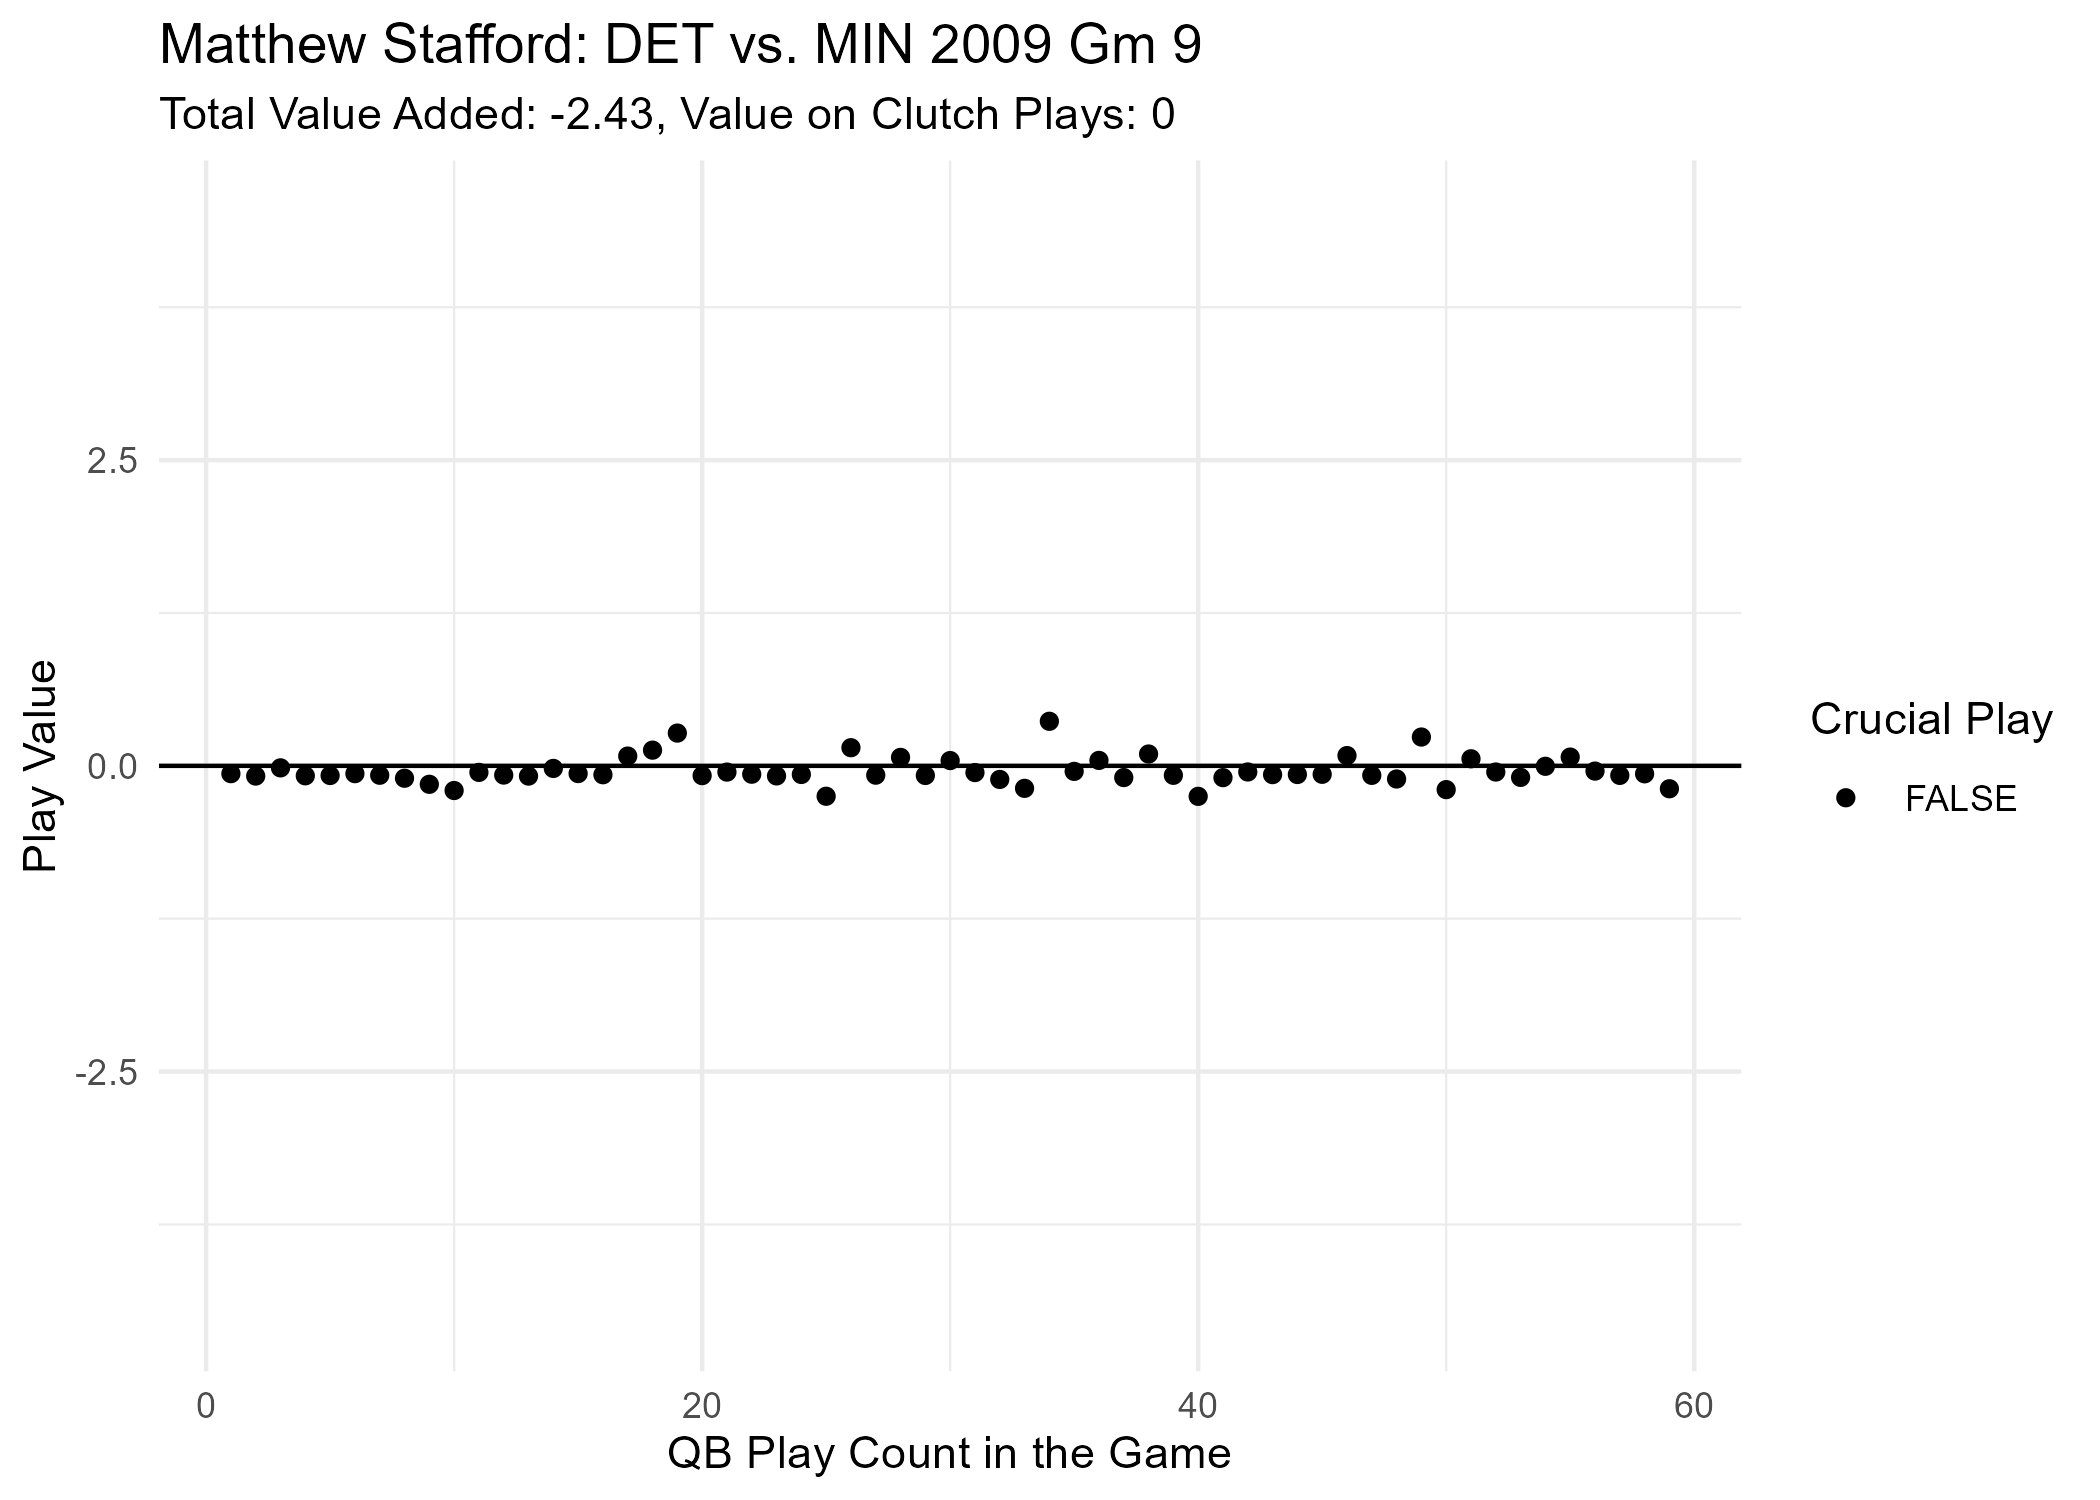 Matthew Stafford: DET vs. MIN 2009 Gm 9
Total Value Added: -2.43, Value on Clutch Plays: 0
Play Value
2.5
0.0
-2.5
0 20 40 60
QB Play Count in the Game
Crucial Play
FALSE